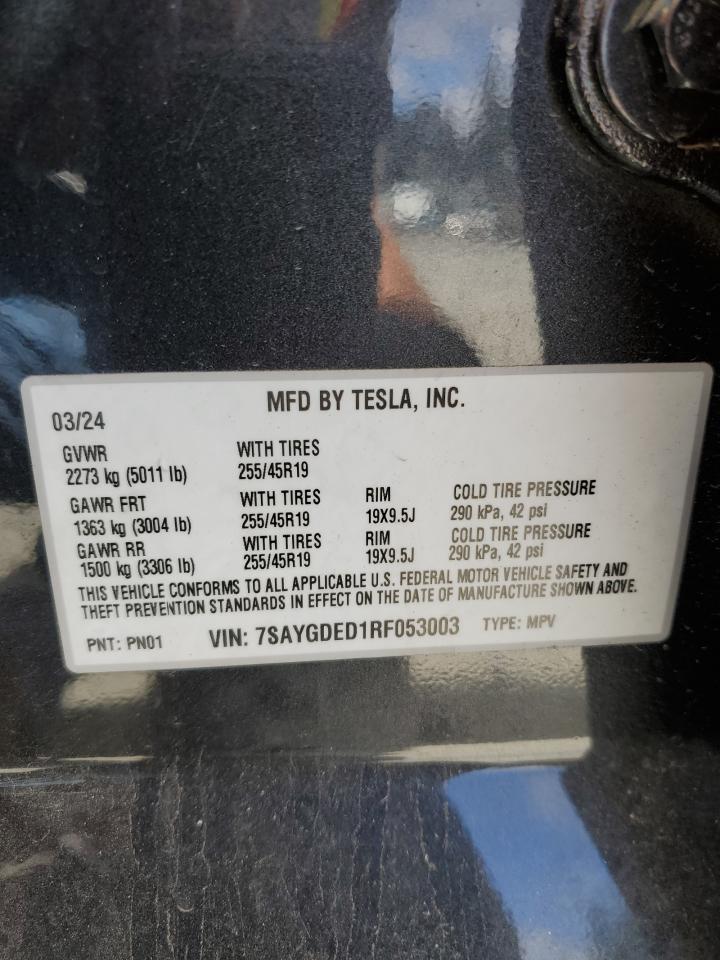 MFD BY TESLA, INC.
03/24
GVWR WITH TIRES
2273 kg (5011 lb) 255/45R19
GAWR FRT WITH TIRES RIM COLD TIRE PRESSURE
1363 kg (3004 lb) 255/45R19 19X9.5J 290 kPa, 42 psi
GAWR RR WITH TIRES RIM COLD TIRE PRESSURE
1500 kg (3306 lb) 255/45R19 19X9.5J 290 kPa, 42 psi
THIS VEHICLE CONFORMS TO ALL APPLICABLE U.S. FEDERAL MOTOR VEHICLE SAFETY AND
THEFT PREVENTION STANDARDS IN EFFECT ON THE DATE OF MANUFACTURE SHOWN ABOVE.
PNT: PN01 VIN: 7SAYGDED1RF053003 TYPE: MPV